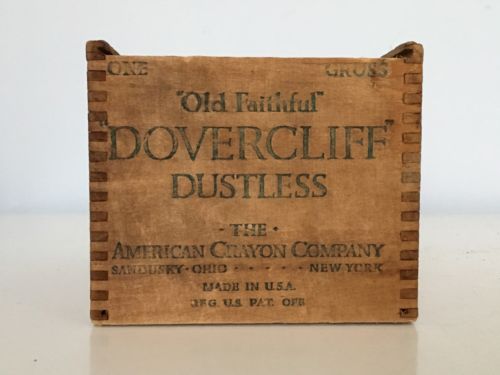 ONE GROSS
"Old Faithful"
"DOVERCLIFF"
DUSTLESS
· THE ·
AMERICAN CRAYON COMPANY
SANDUSKY · OHIO · · · · · NEW YORK
MADE IN U.S.A.
REG. U.S. PAT. OFF.